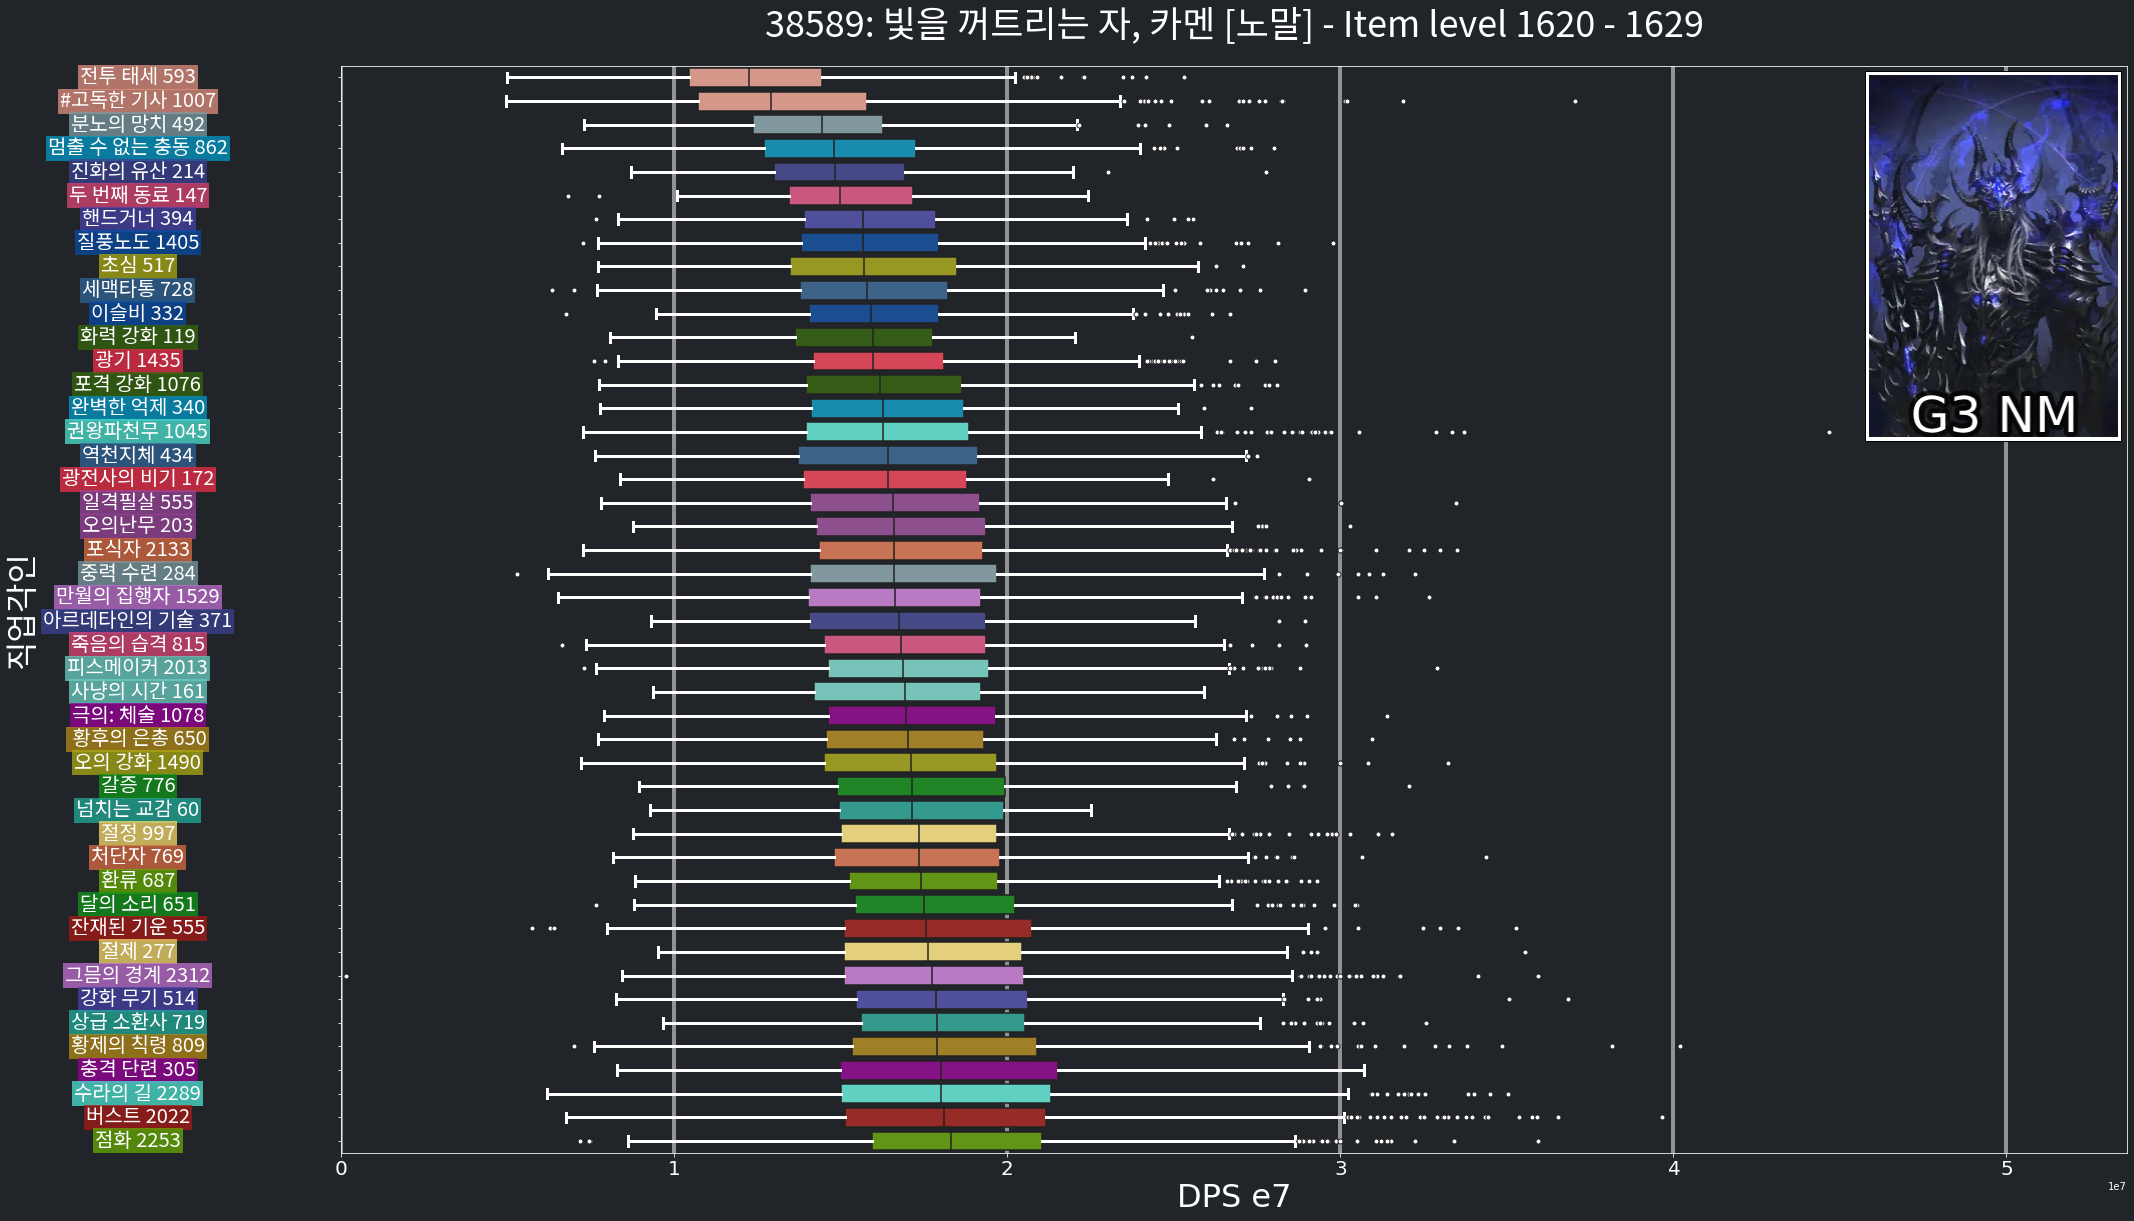 38589: 빛을 꺼트리는 자, 카멘 [노말] - Item level 1620 - 1629
전투 태세 593
#고독한 기사 1007
분노의 망치 492
멈출 수 없는 충동 862
진화의 유산 214
두 번째 동료 147
핸드거너 394
질풍노도 1405
초심 517
세맥타통 728
이슬비 332
화력 강화 119
광기 1435
포격 강화 1076
완벽한 억제 340
권왕파천무 1045
역천지체 434
광전사의 비기 172
일격필살 555
오의난무 203
포식자 2133
중력 수련 284
만월의 집행자 1529
아르데타인의 기술 371
죽음의 습격 815
피스메이커 2013
사냥의 시간 161
극의: 체술 1078
황후의 은총 650
오의 강화 1490
갈증 776
넘치는 교감 60
절정 997
처단자 769
환류 687
달의 소리 651
잔재된 기운 555
절제 277
그믐의 경계 2312
강화 무기 514
상급 소환사 719
황제의 칙령 809
충격 단련 305
수라의 길 2289
버스트 2022
점화 2253
직업각인
G3 NM
0 1 2 3 4 5
DPS e7
1e7